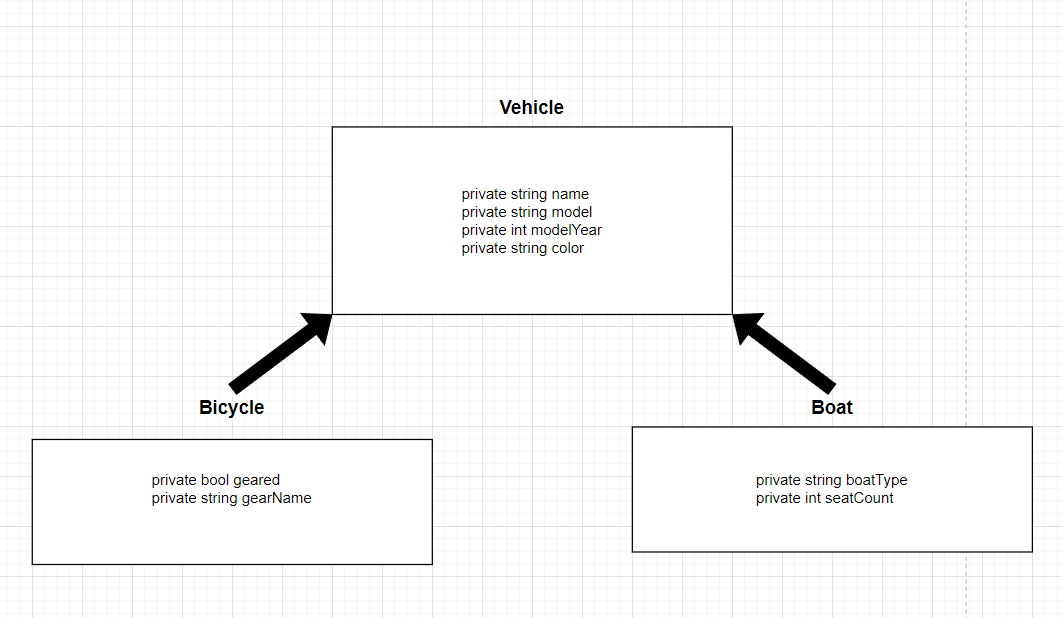 Vehicle
private string name
private string model
private int modelYear
private string color
Bicycle
private bool geared
private string gearName
Boat
private string boatType
private int seatCount